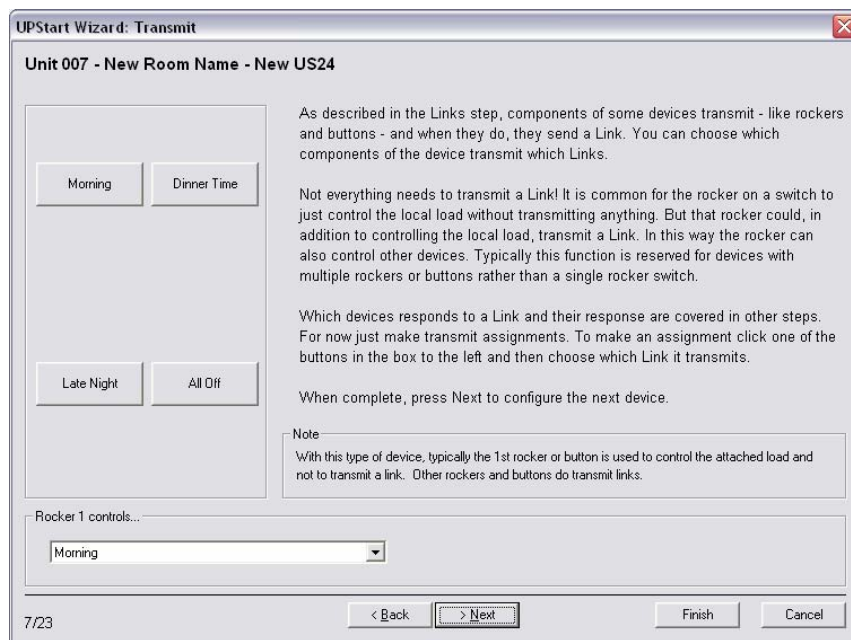 UPStart Wizard: Transmit
Unit 007 - New Room Name - New US24
Morning
Dinner Time
Late Night
All Off
As described in the Links step, components of some devices transmit - like rockers
and buttons - and when they do, they send a Link. You can choose which
components of the device transmit which Links.
Not everything needs to transmit a Link! It is common for the rocker on a switch to
just control the local load without transmitting anything. But that rocker could, in
addition to controlling the local load, transmit a Link. In this way the rocker can
also control other devices. Typically this function is reserved for devices with
multiple rockers or buttons rather than a single rocker switch.
Which devices responds to a Link and their response are covered in other steps.
For now just make transmit assignments. To make an assignment click one of the
buttons in the box to the left and then choose which Link it transmits.
When complete, press Next to configure the next device.
Note
With this type of device, typically the 1st rocker or button is used to control the attached load and
not to transmit a link. Other rockers and buttons do transmit links.
Rocker 1 controls...
Morning
7/23
< Back
> Next
Finish
Cancel